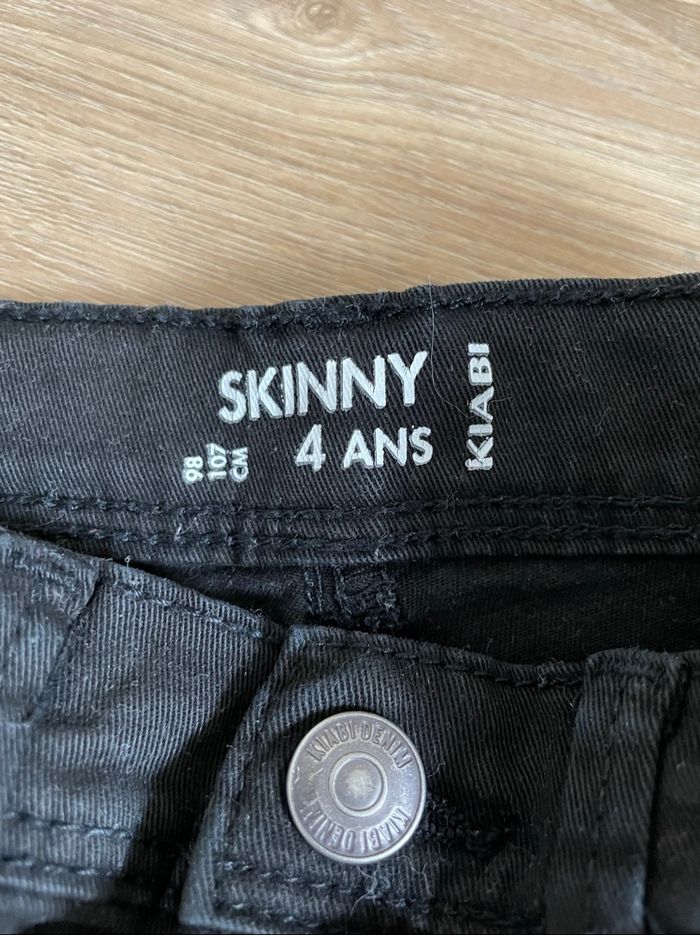 SKINNY
4 ANS
98
107
CM
KIABI
KIABI DENIM
KIABI DENIM